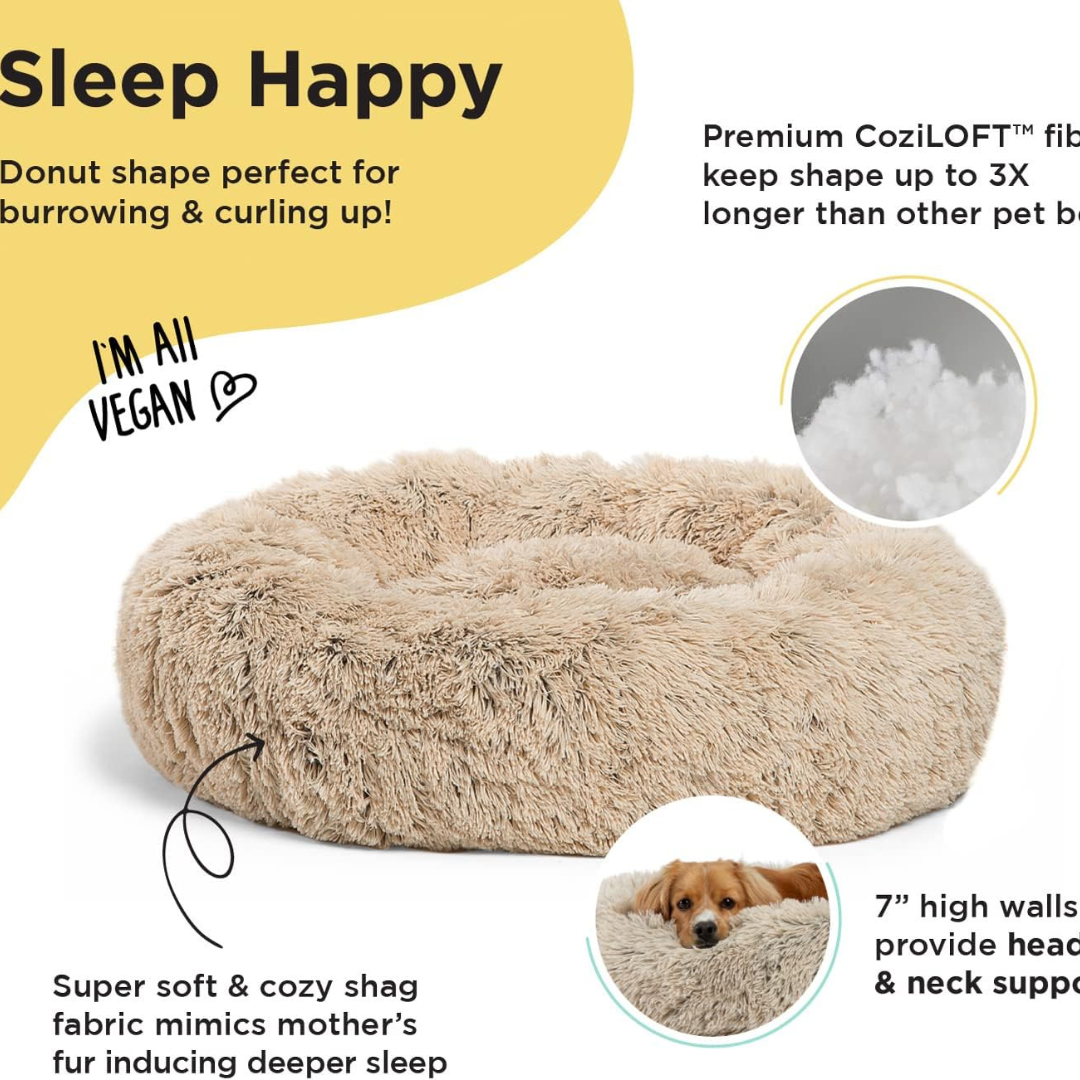 Sleep Happy
Donut shape perfect for
burrowing & curling up!
Premium CoziLOFT™ fib
keep shape up to 3X
longer than other pet b
I'M All
VEGAN
7” high walls
provide head
& neck suppo
Super soft & cozy shag
fabric mimics mother’s
fur inducing deeper sleep